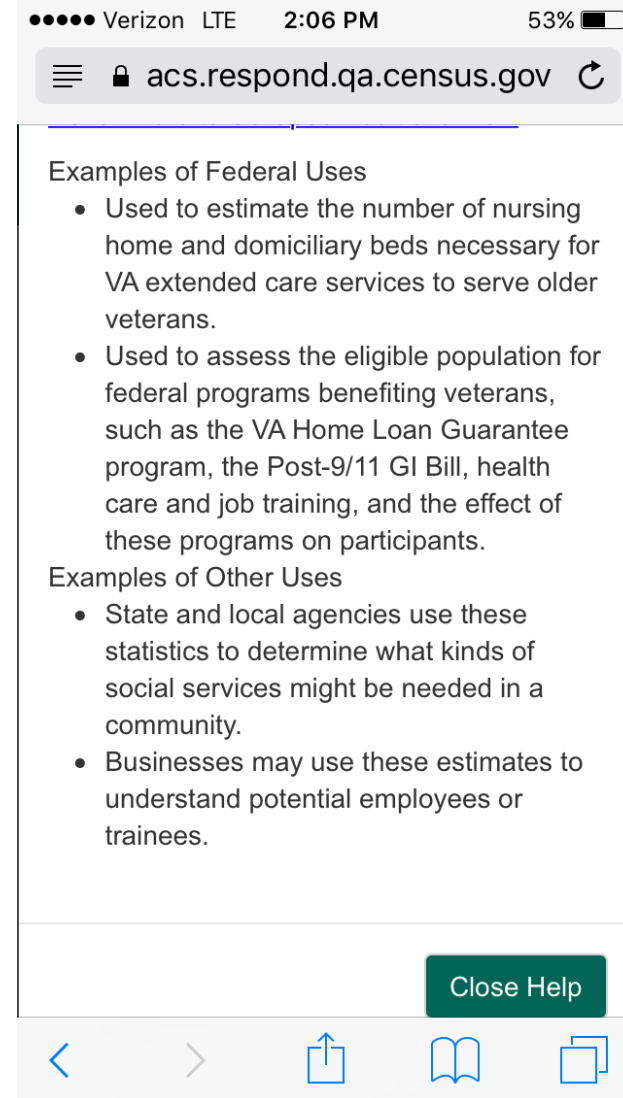 Verizon LTE 2:06 PM 53%
acs.respond.qa.census.gov
Examples of Federal Uses
• Used to estimate the number of nursing
home and domiciliary beds necessary for
VA extended care services to serve older
veterans.
• Used to assess the eligible population for
federal programs benefiting veterans,
such as the VA Home Loan Guarantee
program, the Post-9/11 GI Bill, health
care and job training, and the effect of
these programs on participants.
Examples of Other Uses
• State and local agencies use these
statistics to determine what kinds of
social services might be needed in a
community.
• Businesses may use these estimates to
understand potential employees or
trainees.
Close Help